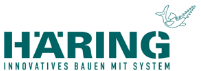 HÄRING
INNOVATIVES BAUEN MIT SYSTEM